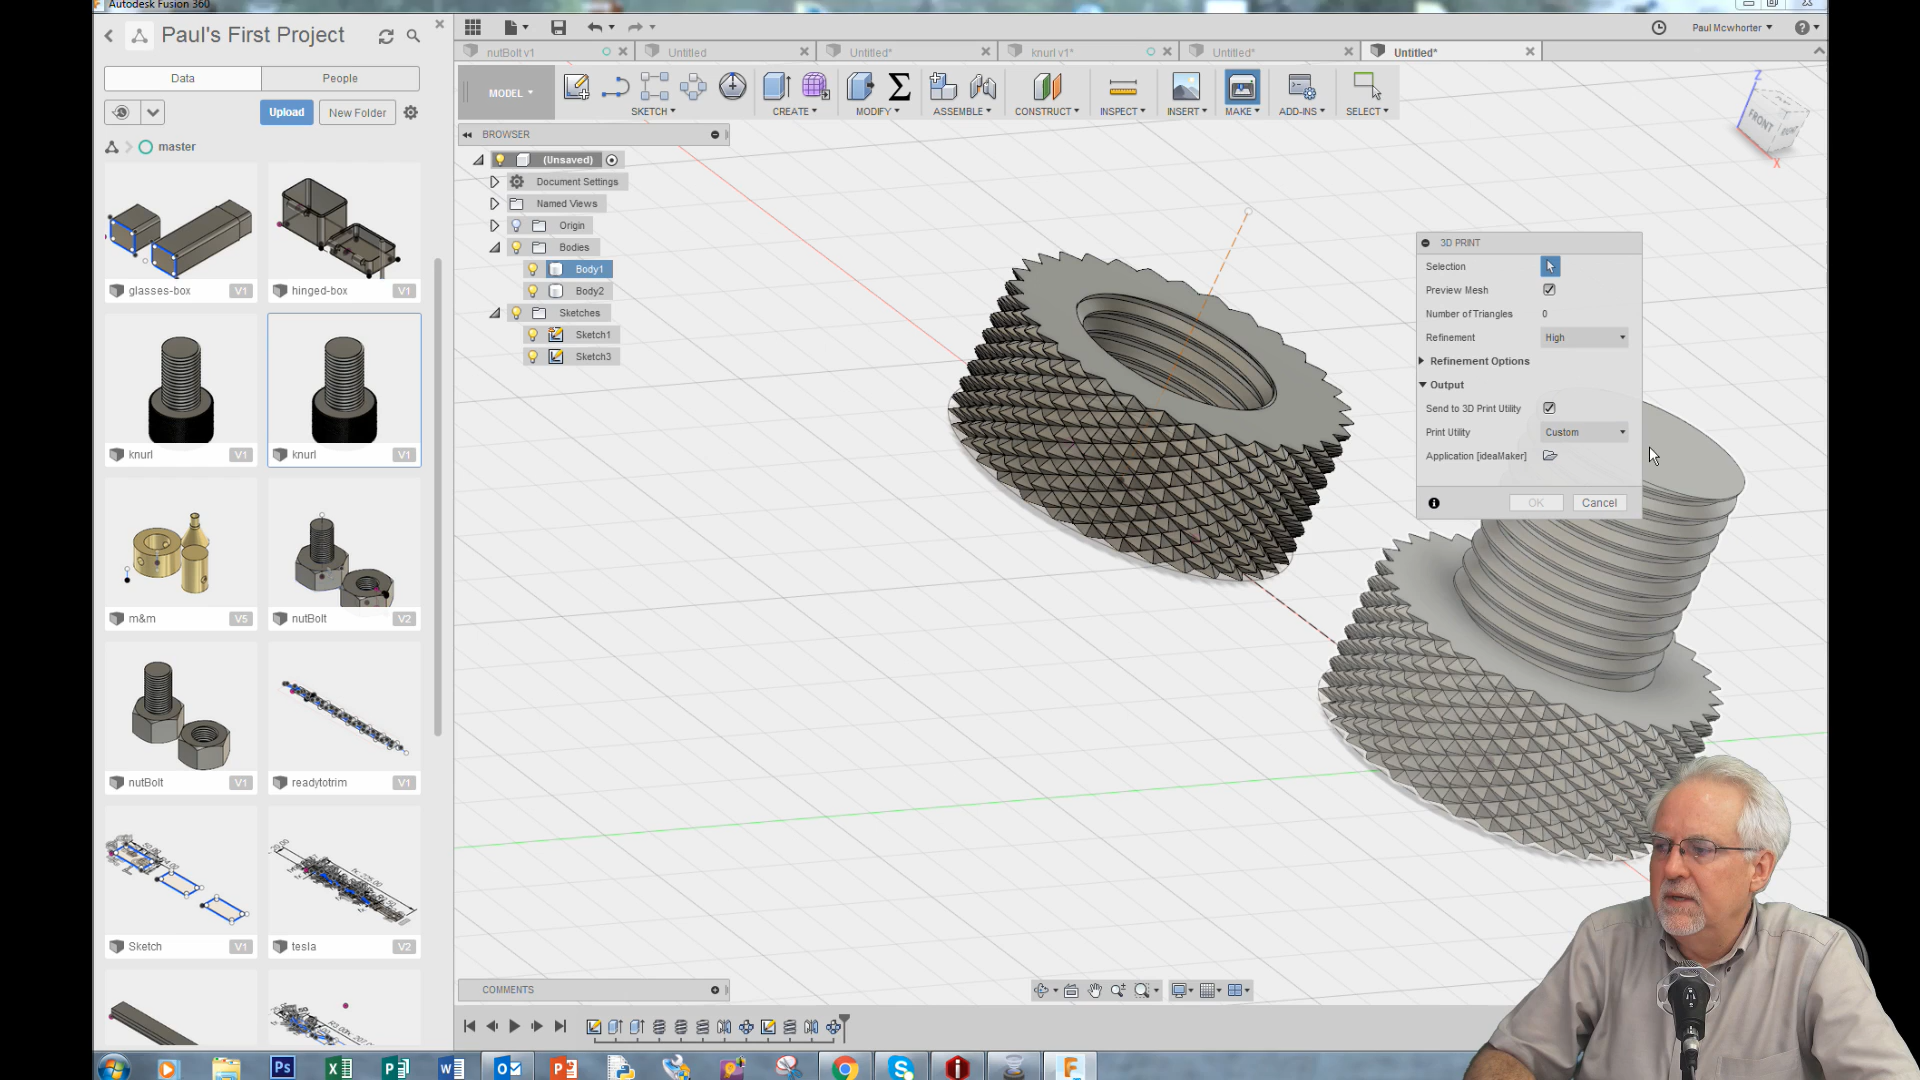 Autodesk Fusion 360
Paul's First Project
Data
People
Upload
New Folder
master
glasses-box V1
hinged-box V1
knurl V1
knurl V1
m&m V5
nutBolt V2
nutBolt V1
readytotrim V1
Sketch V1
tesla V2
Paul Mcwhorter
nutBolt v1
Untitled
Untitled*
knurl v1*
Untitled*
Untitled*
MODEL
SKETCH
CREATE
MODIFY
ASSEMBLE
CONSTRUCT
INSPECT
INSERT
MAKE
ADD-INS
SELECT
BROWSER
(Unsaved)
Document Settings
Named Views
Origin
Bodies
Body1
Body2
Sketches
Sketch1
Sketch3
Z
FRONT
RIGHT
X
3D PRINT
Selection
Preview Mesh
Number of Triangles 0
Refinement High
Refinement Options
Output
Send to 3D Print Utility
Print Utility Custom
Application [ideaMaker]
OK Cancel
COMMENTS